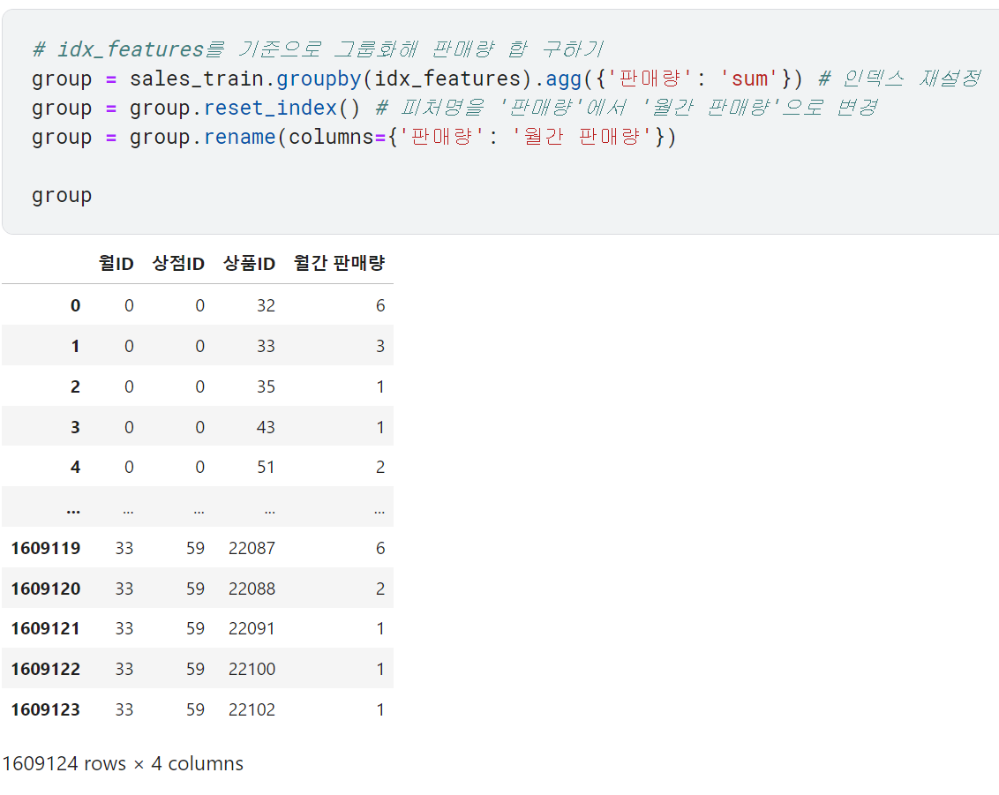 # idx_features를 기준으로 그룹화해 판매량 합 구하기
group = sales_train.groupby(idx_features).agg({'판매량': 'sum'}) # 인덱스 재설정
group = group.reset_index() # 피처명을 '판매량'에서 '월간 판매량'으로 변경
group = group.rename(columns={'판매량': '월간 판매량'})
group
월ID 상점ID 상품ID 월간 판매량
0 0 0 32 6
1 0 0 33 3
2 0 0 35 1
3 0 0 43 1
4 0 0 51 2
... ... ... ... ...
1609119 33 59 22087 6
1609120 33 59 22088 2
1609121 33 59 22091 1
1609122 33 59 22100 1
1609123 33 59 22102 1
1609124 rows × 4 columns